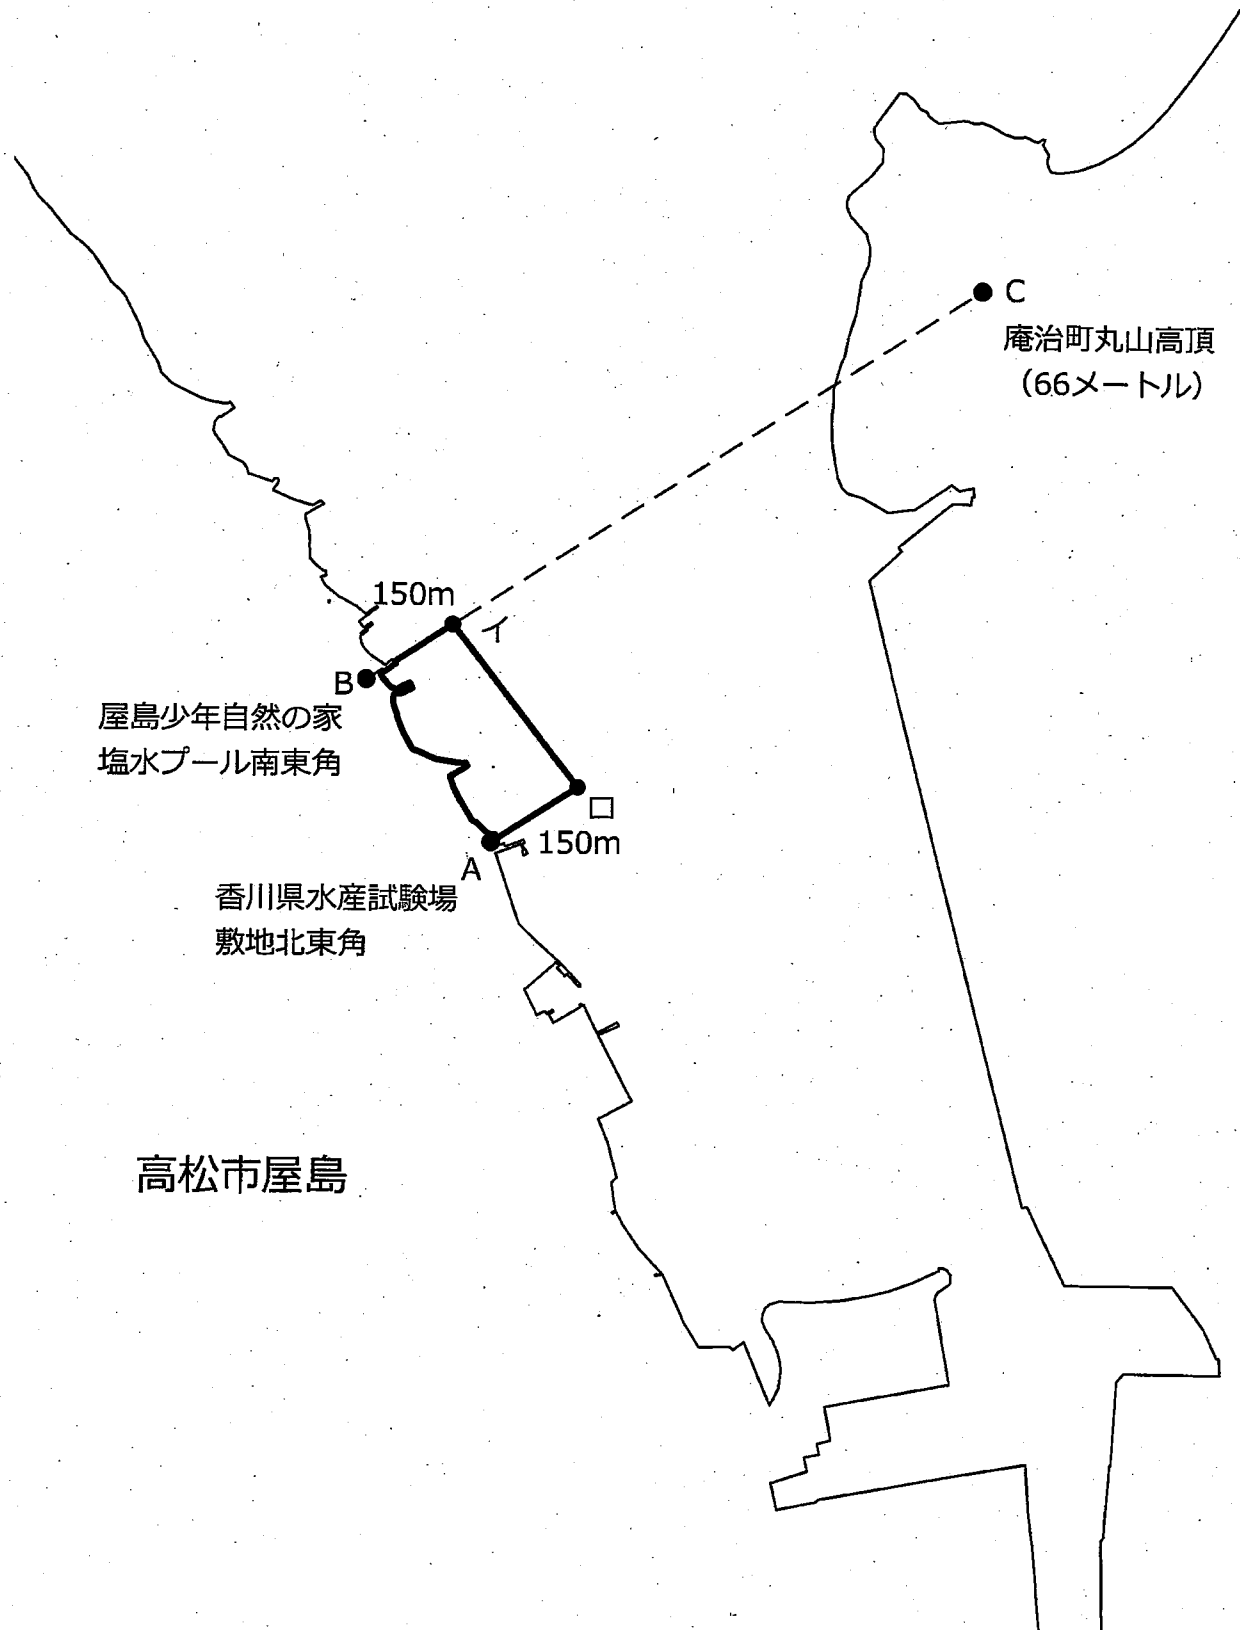 C
庵治町丸山高頂
（66メートル）
150m
イ
B
屋島少年自然の家
塩水プール南東角
ロ
150m
A
香川県水産試験場
敷地北東角
高松市屋島